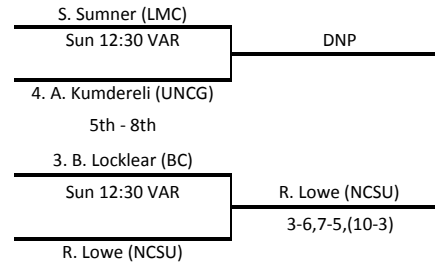 S. Sumner (LMC)
Sun 12:30 VAR
DNP
4. A. Kumdereli (UNCG)
5th - 8th
3. B. Locklear (BC)
Sun 12:30 VAR
R. Lowe (NCSU)
3-6,7-5,(10-3)
R. Lowe (NCSU)